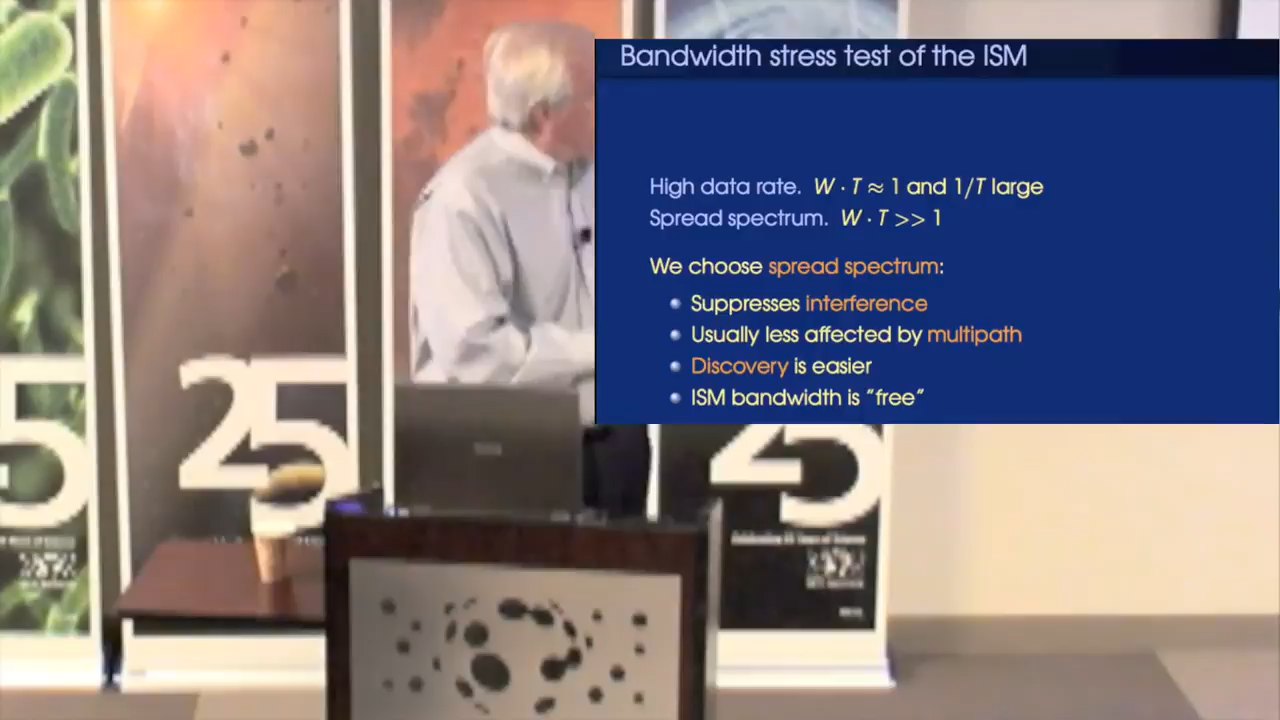 Bandwidth stress test of the ISM
High data rate. W · T ≈ 1 and 1/T large
Spread spectrum. W · T >> 1
We choose spread spectrum:
Suppresses interference
Usually less affected by multipath
Discovery is easier
ISM bandwidth is "free"
25
25
5